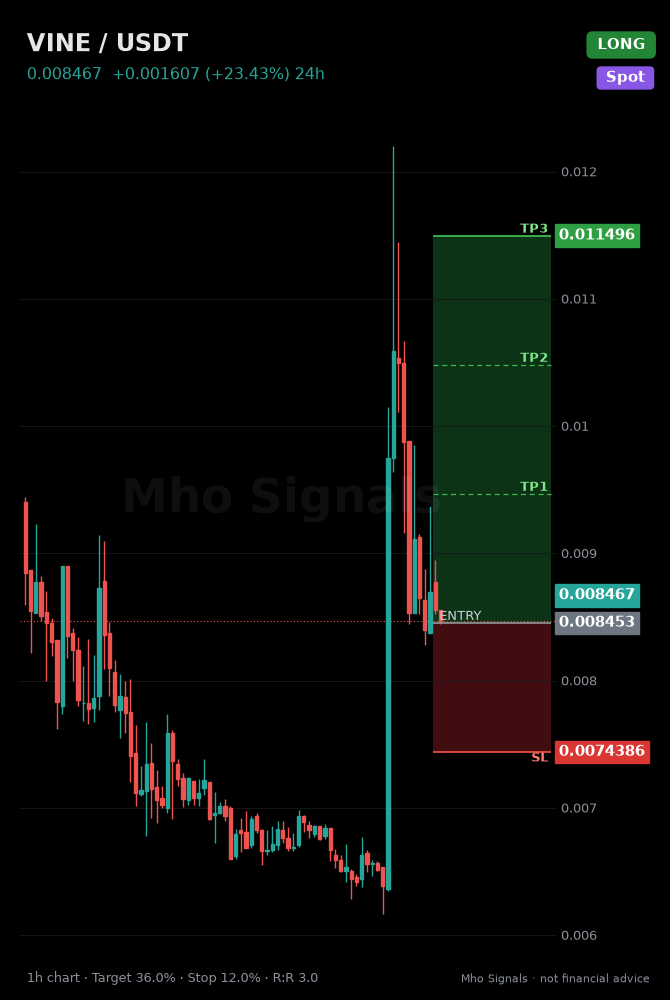 VINE / USDT
LONG
0.008467 +0.001607 (+23.43%) 24h
Spot
0.012
TP3
0.011496
0.011
TP2
0.01
Mho Signals
TP1
0.009
0.008467
ENTRY
0.008453
0.008
0.0074386
SL
0.007
0.006
1h chart · Target 36.0% · Stop 12.0% · R:R 3.0
Mho Signals · not financial advice